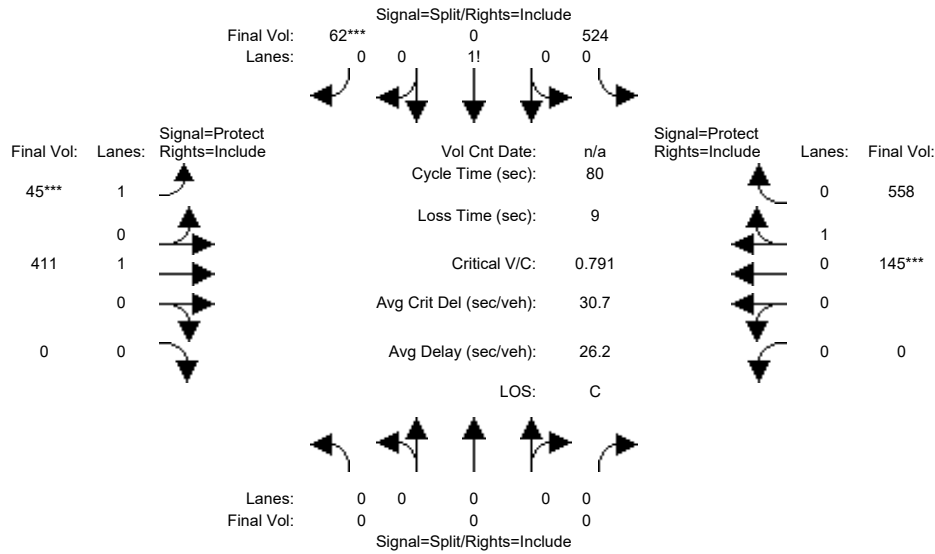 Signal=Split/Rights=Include
Final Vol: 62*** 0 524
Lanes: 0 0 1! 0 0
Signal=Protect
Final Vol: Lanes: Rights=Include
Vol Cnt Date: n/a
Signal=Protect
Rights=Include Lanes: Final Vol:
Cycle Time (sec): 80
45*** 1
0 558
Loss Time (sec): 9
0
1
411 1
Critical V/C: 0.791
0 145***
0
Avg Crit Del (sec/veh): 30.7
0
0 0
Avg Delay (sec/veh): 26.2
0 0
LOS: C
Lanes: 0 0 0 0 0
Final Vol: 0 0 0
Signal=Split/Rights=Include